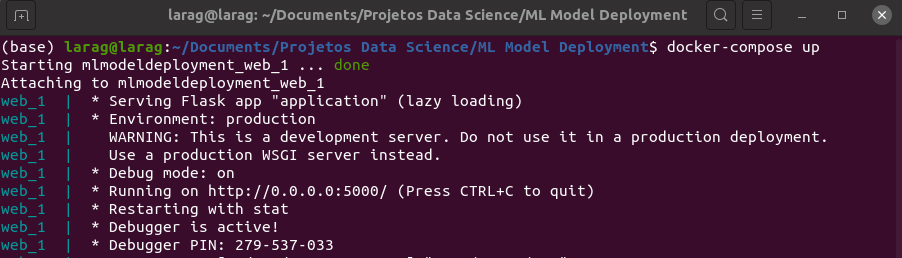 larag@larag: ~/Documents/Projetos Data Science/ML Model Deployment
(base) larag@larag:~/Documents/Projetos Data Science/ML Model Deployment$ docker-compose up
Starting mlmodeldeployment_web_1 ... done
Attaching to mlmodeldeployment_web_1
web_1  |  * Serving Flask app "application" (lazy loading)
web_1  |  * Environment: production
web_1  |    WARNING: This is a development server. Do not use it in a production deployment.
web_1  |    Use a production WSGI server instead.
web_1  |  * Debug mode: on
web_1  |  * Running on http://0.0.0.0:5000/ (Press CTRL+C to quit)
web_1  |  * Restarting with stat
web_1  |  * Debugger is active!
web_1  |  * Debugger PIN: 279-537-033